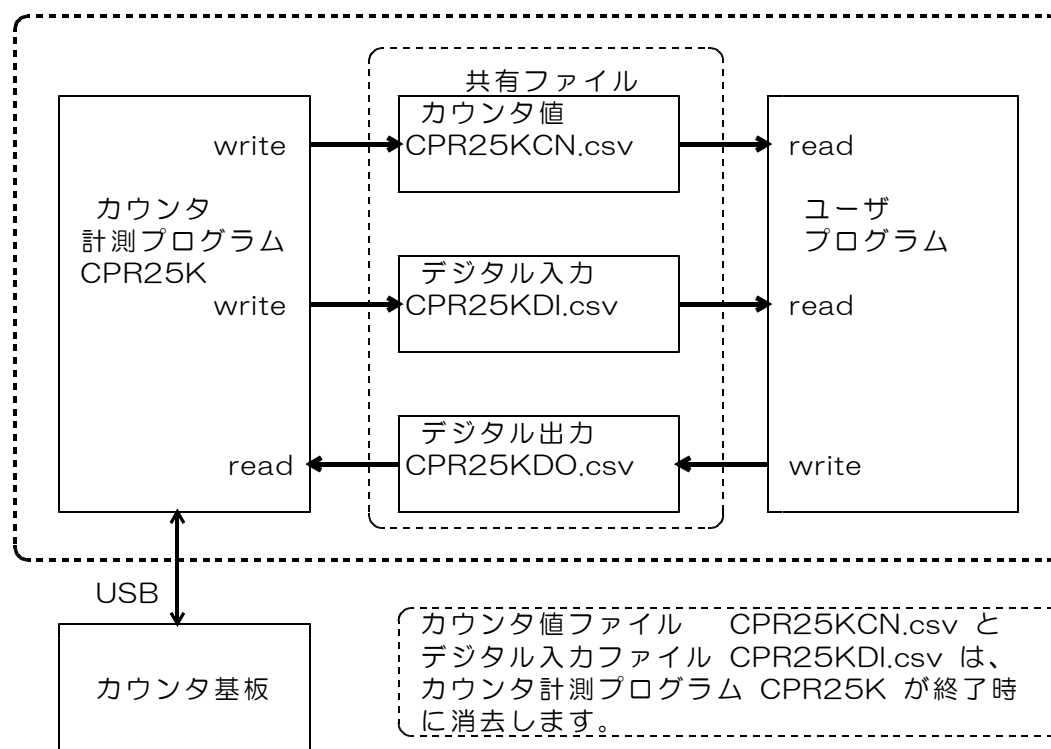 共有ファイル
カウンタ値
CPR25KCN.csv
write
read
カウンタ
計測プログラム
CPR25K
ユーザ
プログラム
デジタル入力
CPR25KDI.csv
write
read
デジタル出力
CPR25KDO.csv
read
write
USB
カウンタ基板
カウンタ値ファイル CPR25KCN.csv と
デジタル入力ファイル CPR25KDI.csv は、
カウンタ計測プログラム CPR25K が終了時
に消去します。